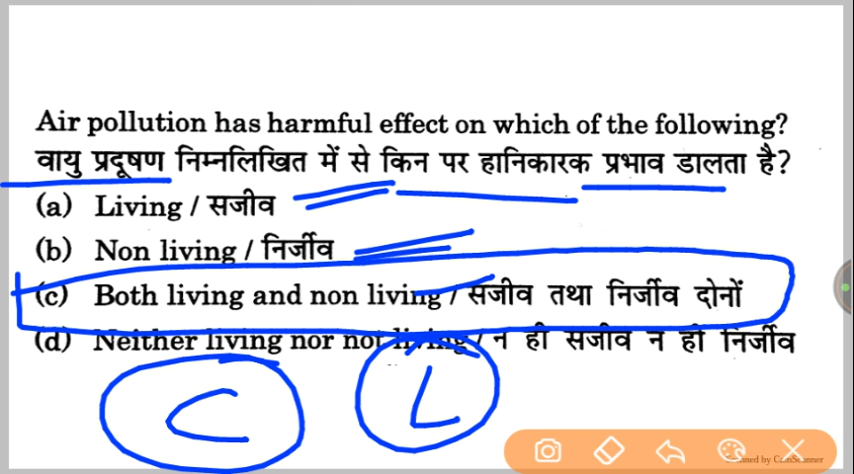 Air pollution has harmful effect on which of the following?
वायु प्रदूषण निम्नलिखित में से किन पर हानिकारक प्रभाव डालता है?
(a) Living / सजीव
(b) Non living / निर्जीव
(c) Both living and non living / सजीव तथा निर्जीव दोनों
(d) Neither living nor not living / न ही सजीव न ही निर्जीव
C L